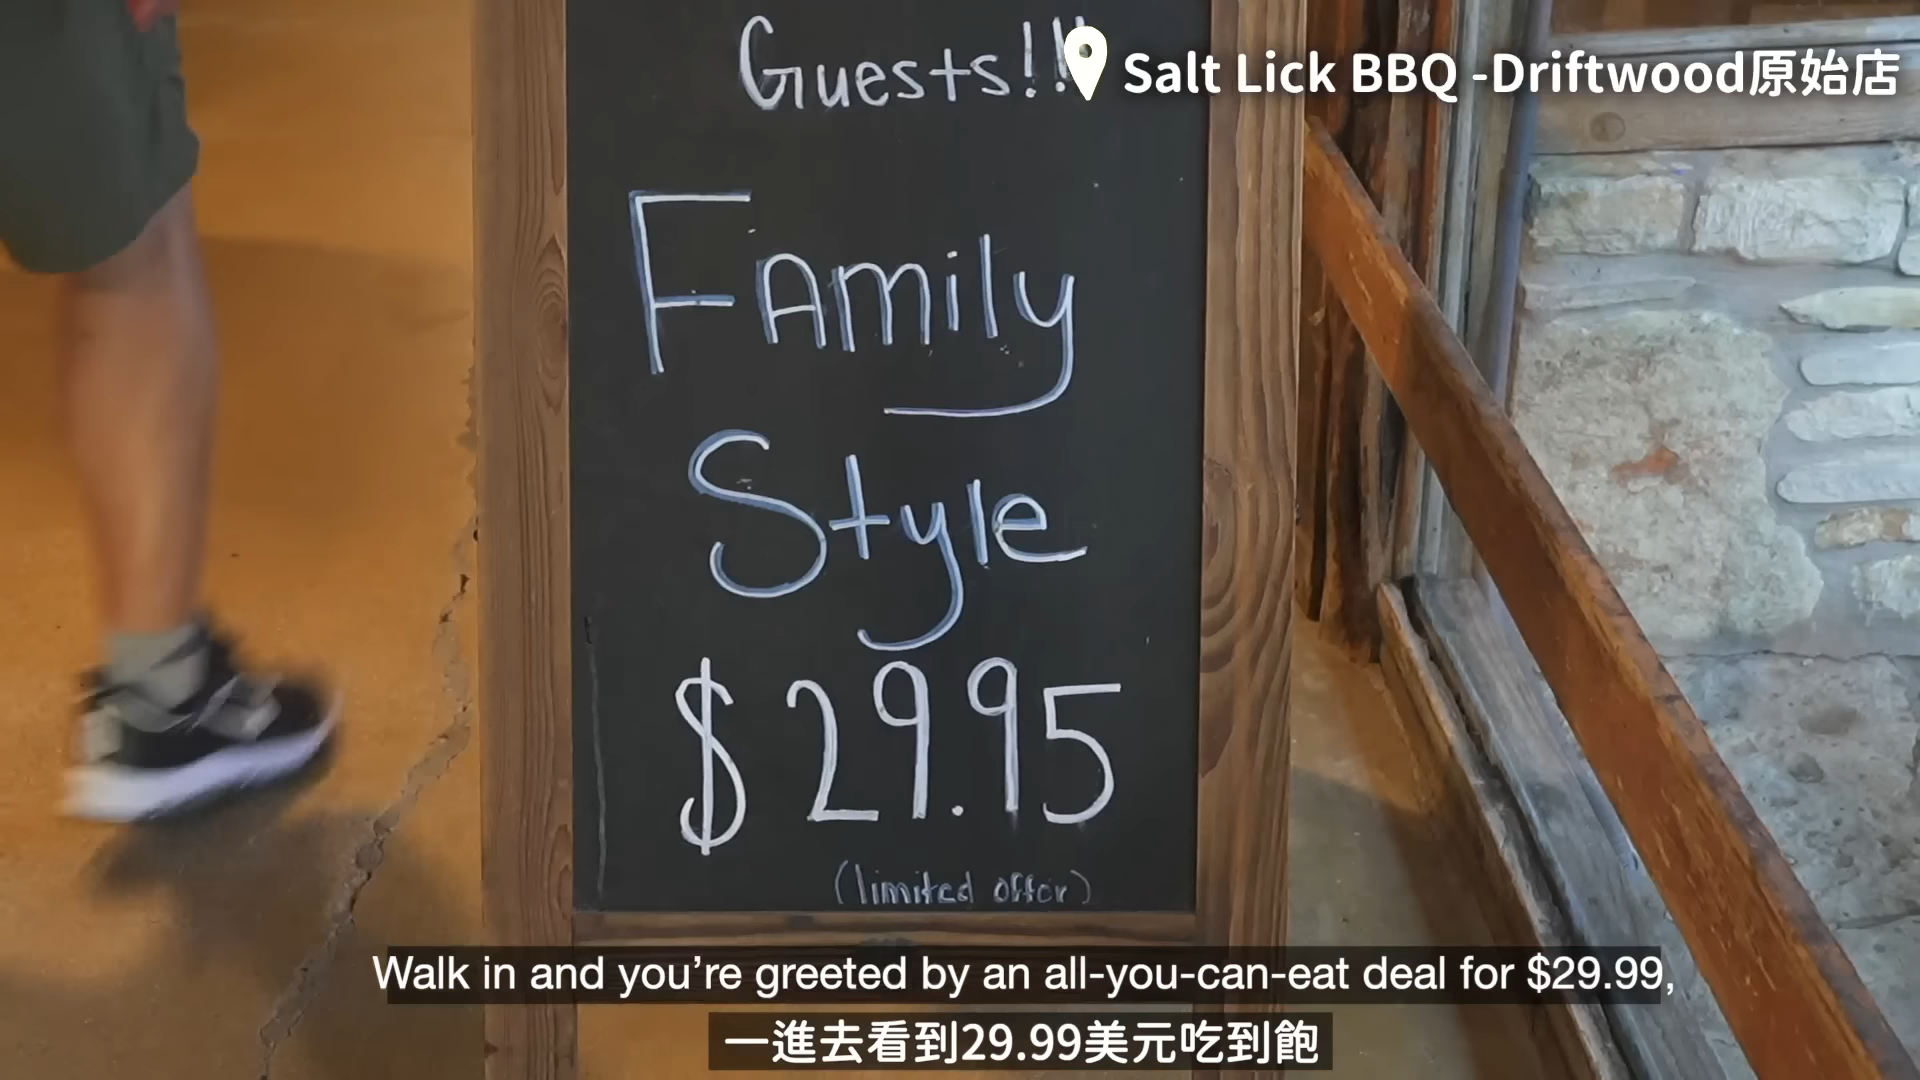 Guests!!
Salt Lick BBQ -Driftwood原始店
Family
Style
$29.95
(limited offer)
Walk in and you’re greeted by an all-you-can-eat deal for $29.99,
一進去看到29.99美元吃到飽